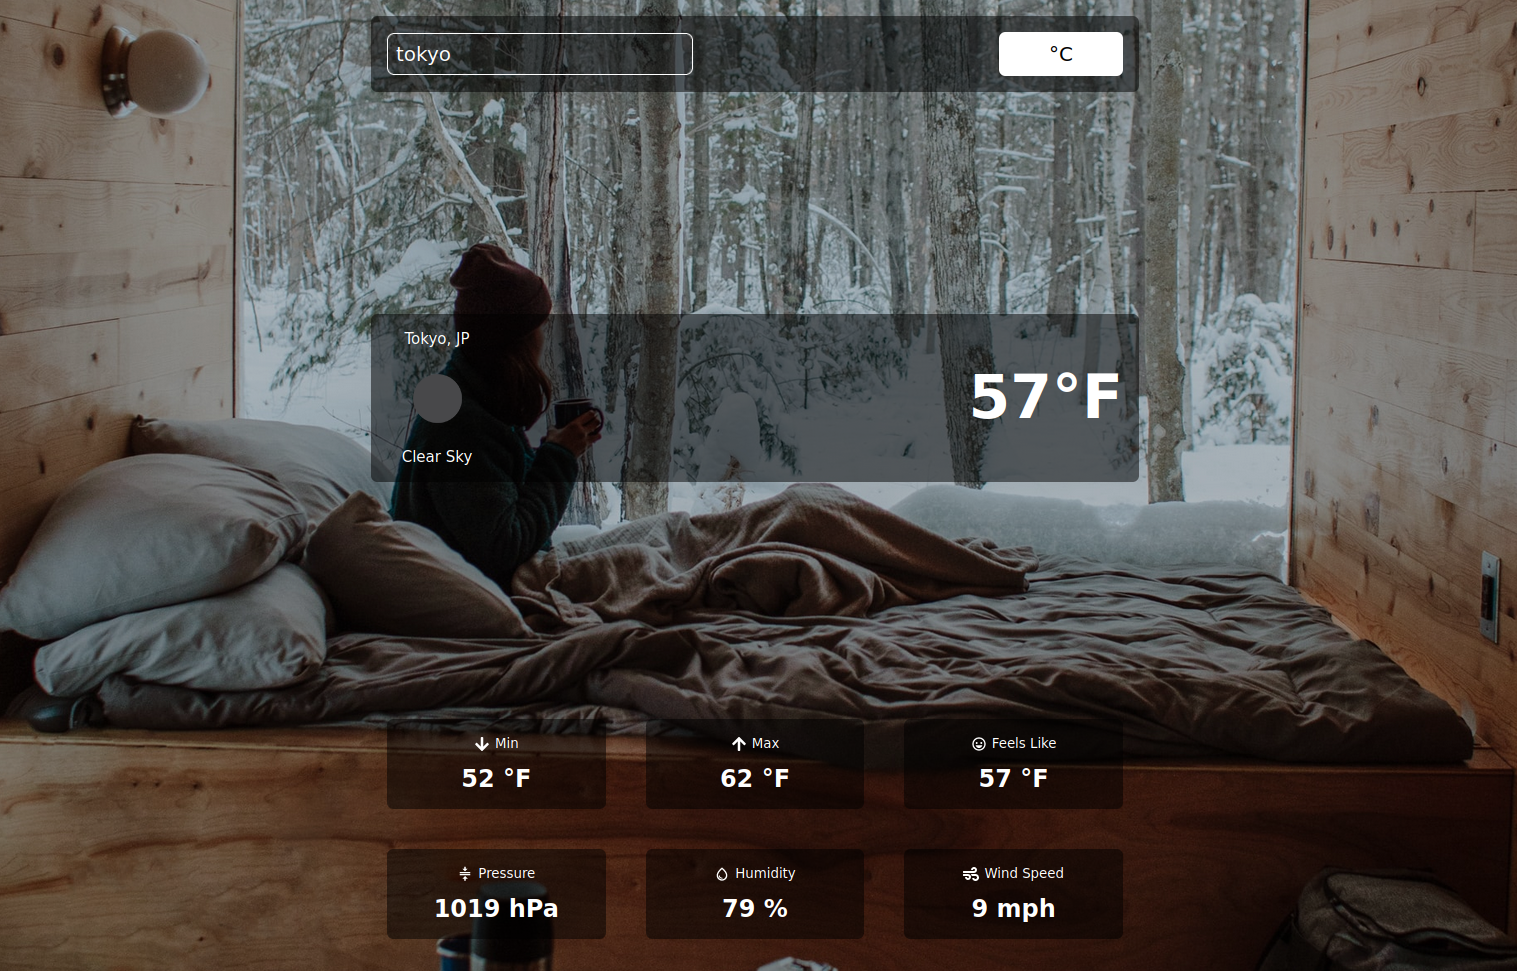 tokyo
°C
Tokyo, JP
57°F
Clear Sky
Min
52 °F
Max
62 °F
Feels Like
57 °F
Pressure
1019 hPa
Humidity
79 %
Wind Speed
9 mph